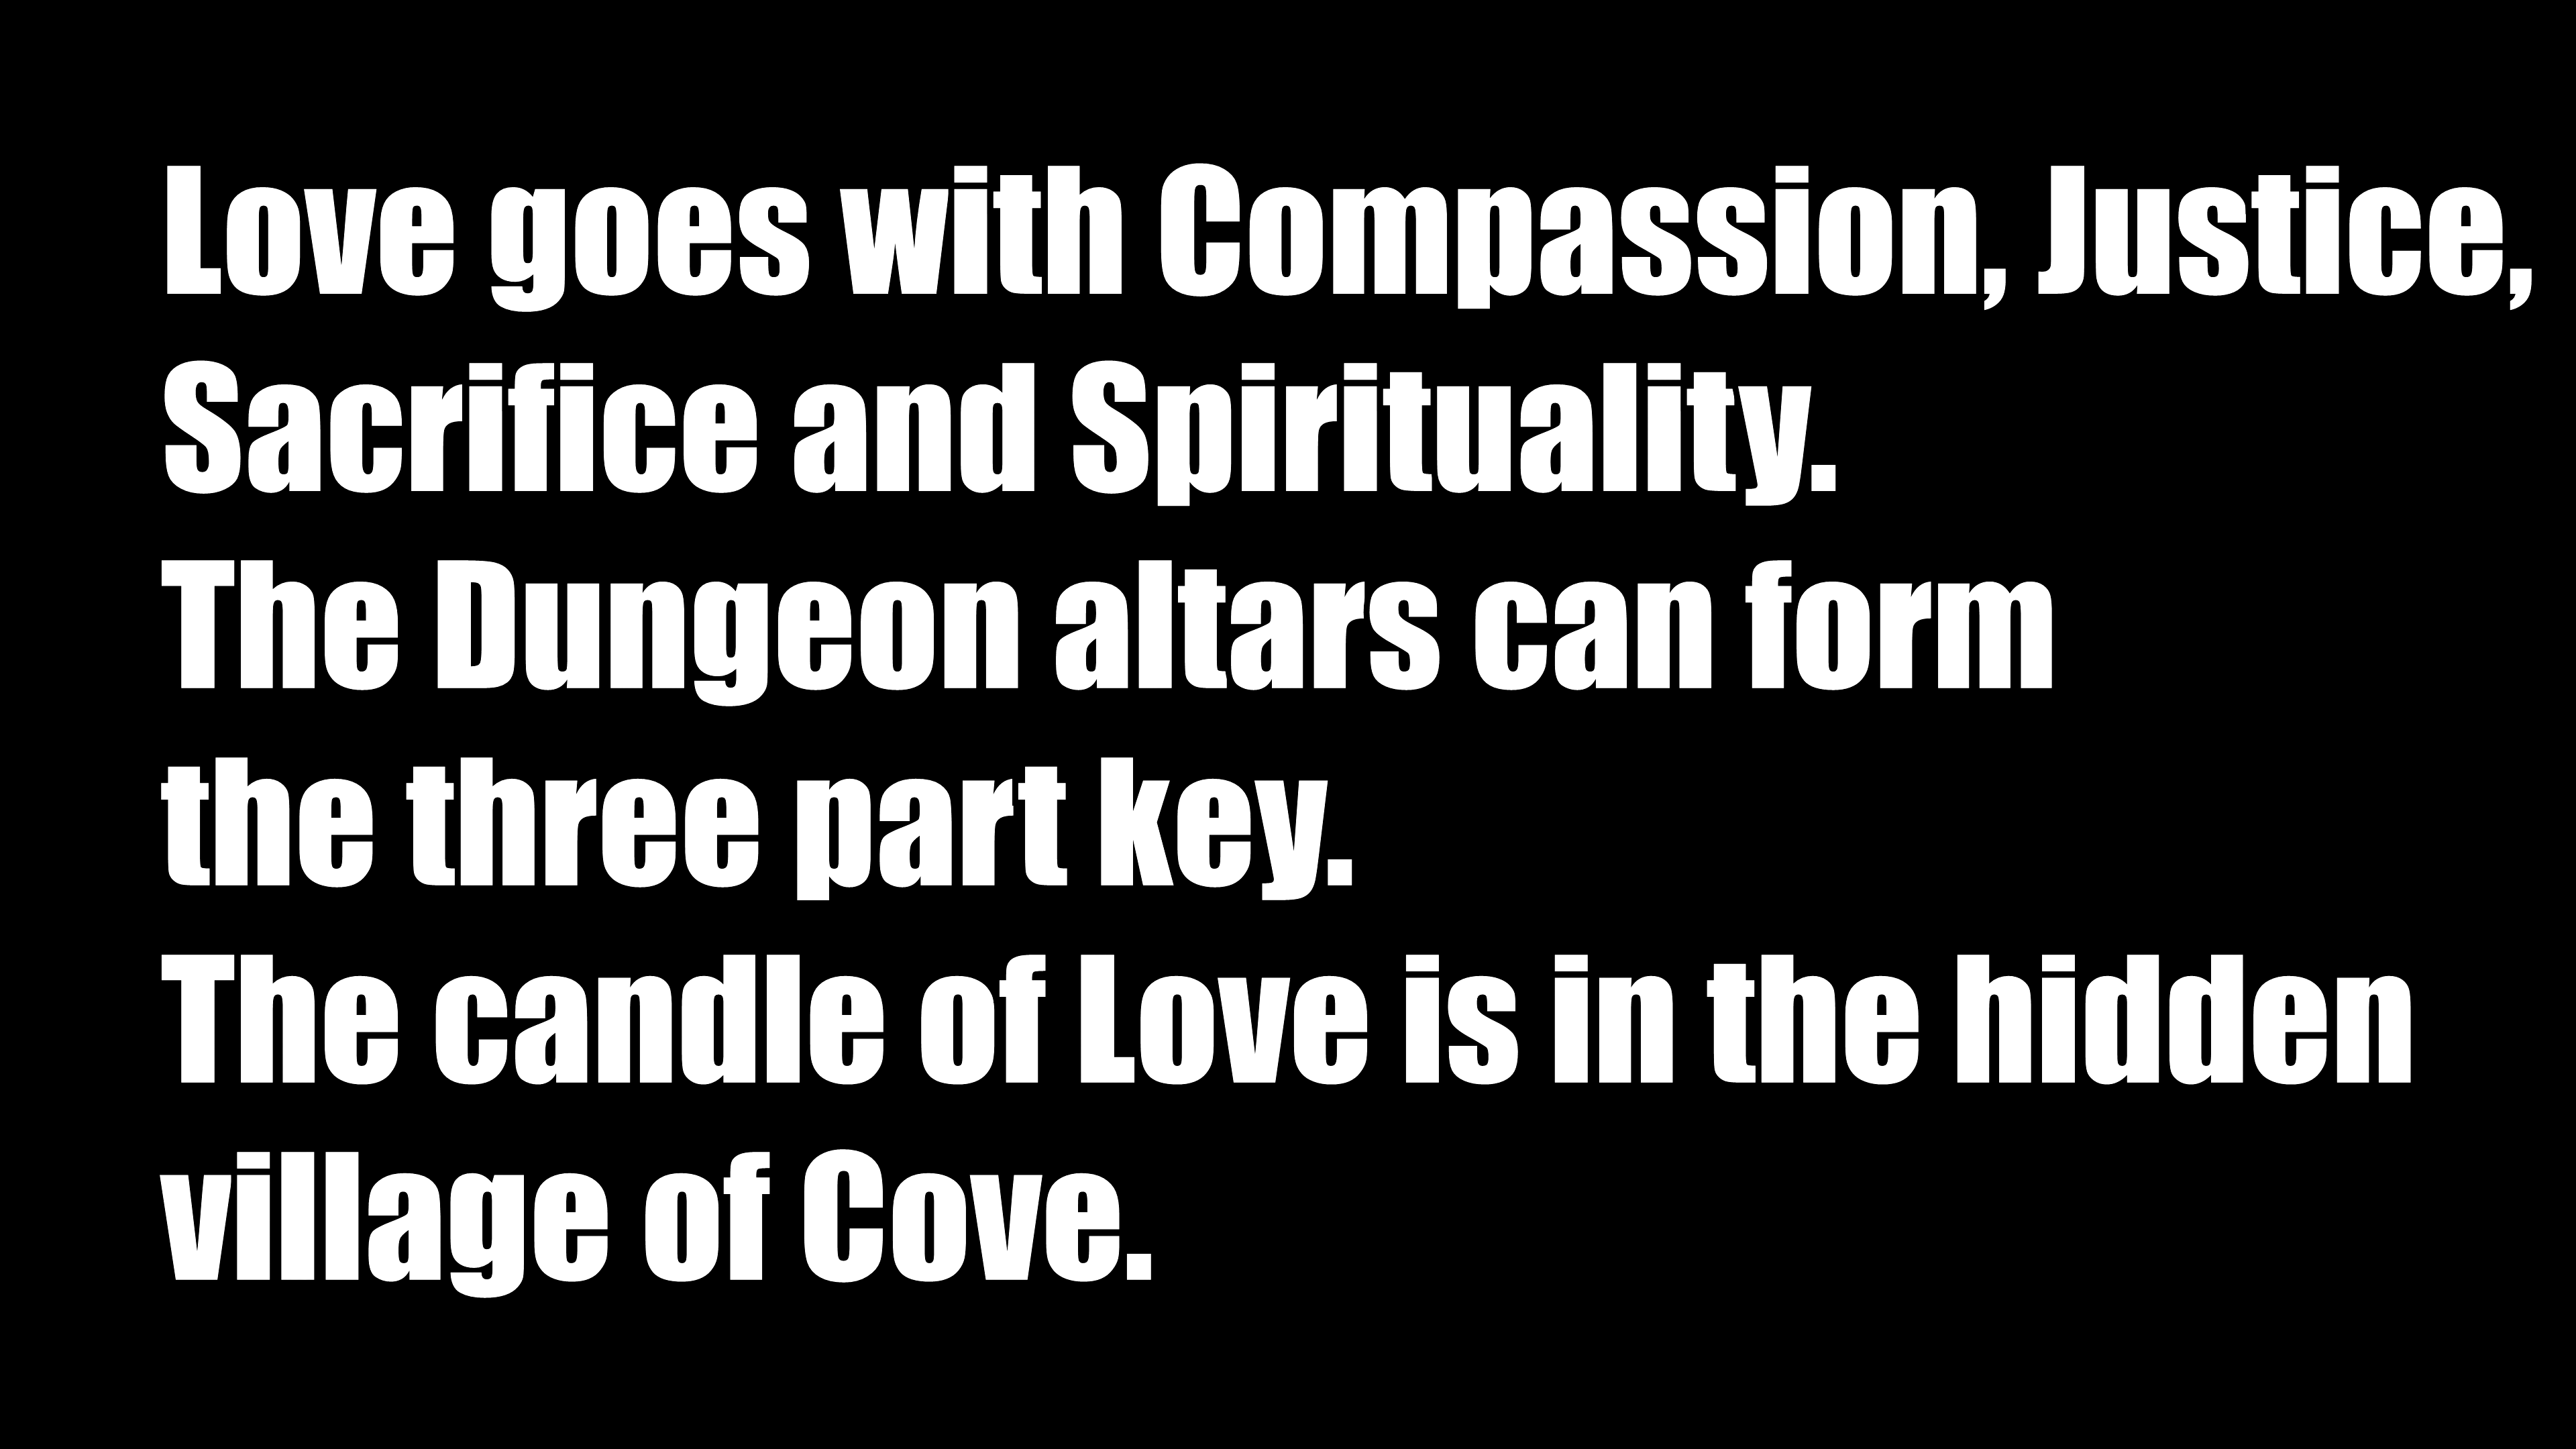 Love goes with Compassion, Justice,
Sacrifice and Spirituality.
The Dungeon altars can form
the three part key.
The candle of Love is in the hidden
village of Cove.